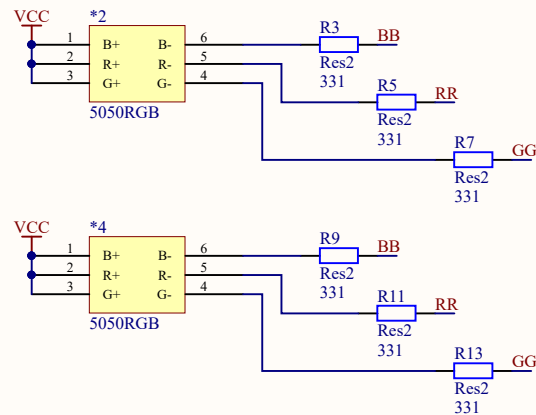 VCC
*2
1 B+ B- 6
2 R+ R- 5
3 G+ G- 4
5050RGB
R3
BB
Res2
331
R5
RR
Res2
331
R7
GG
Res2
331
VCC
*4
1 B+ B- 6
2 R+ R- 5
3 G+ G- 4
5050RGB
R9
BB
Res2
331
R11
RR
Res2
331
R13
GG
Res2
331